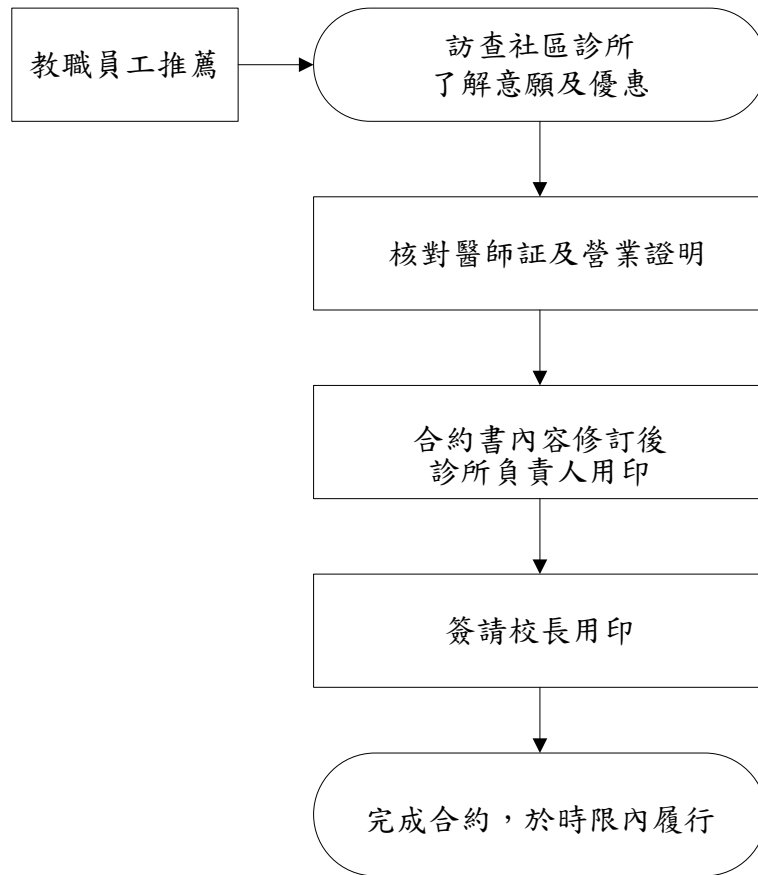 教職員工推薦
訪查社區診所
了解意願及優惠
核對醫師証及營業證明
合約書內容修訂後
診所負責人用印
簽請校長用印
完成合約，於時限內履行